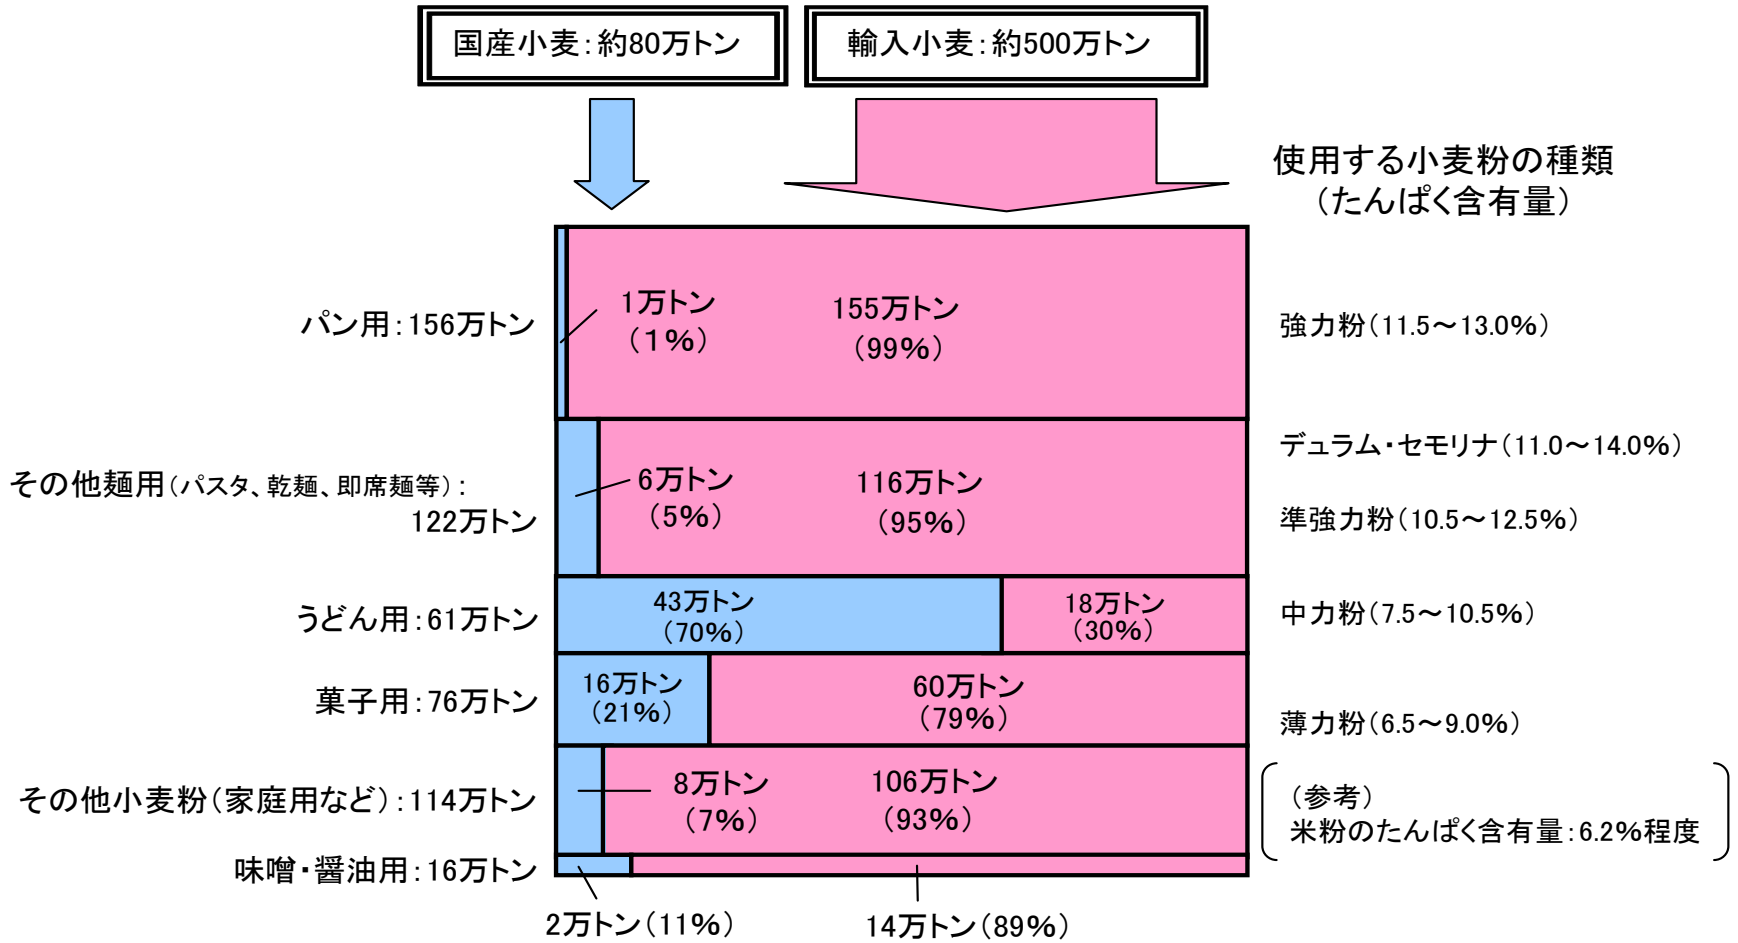 国産小麦：約80万トン
輸入小麦：約500万トン
使用する小麦粉の種類
（たんぱく含有量）
パン用：156万トン
1万トン
（1％）
155万トン
（99％）
強力粉（11.5～13.0％）
その他麺用（パスタ、乾麺、即席麺等）：
122万トン
6万トン
（5％）
116万トン
（95％）
デュラム・セモリナ（11.0～14.0％）
準強力粉（10.5～12.5％）
うどん用：61万トン
43万トン
（70％）
18万トン
（30％）
中力粉（7.5～10.5％）
菓子用：76万トン
16万トン
（21％）
60万トン
（79％）
薄力粉（6.5～9.0％）
その他小麦粉（家庭用など）：114万トン
8万トン
（7％）
106万トン
（93％）
（参考）
米粉のたんぱく含有量：6.2％程度
味噌・醤油用：16万トン
2万トン（11％）
14万トン（89％）